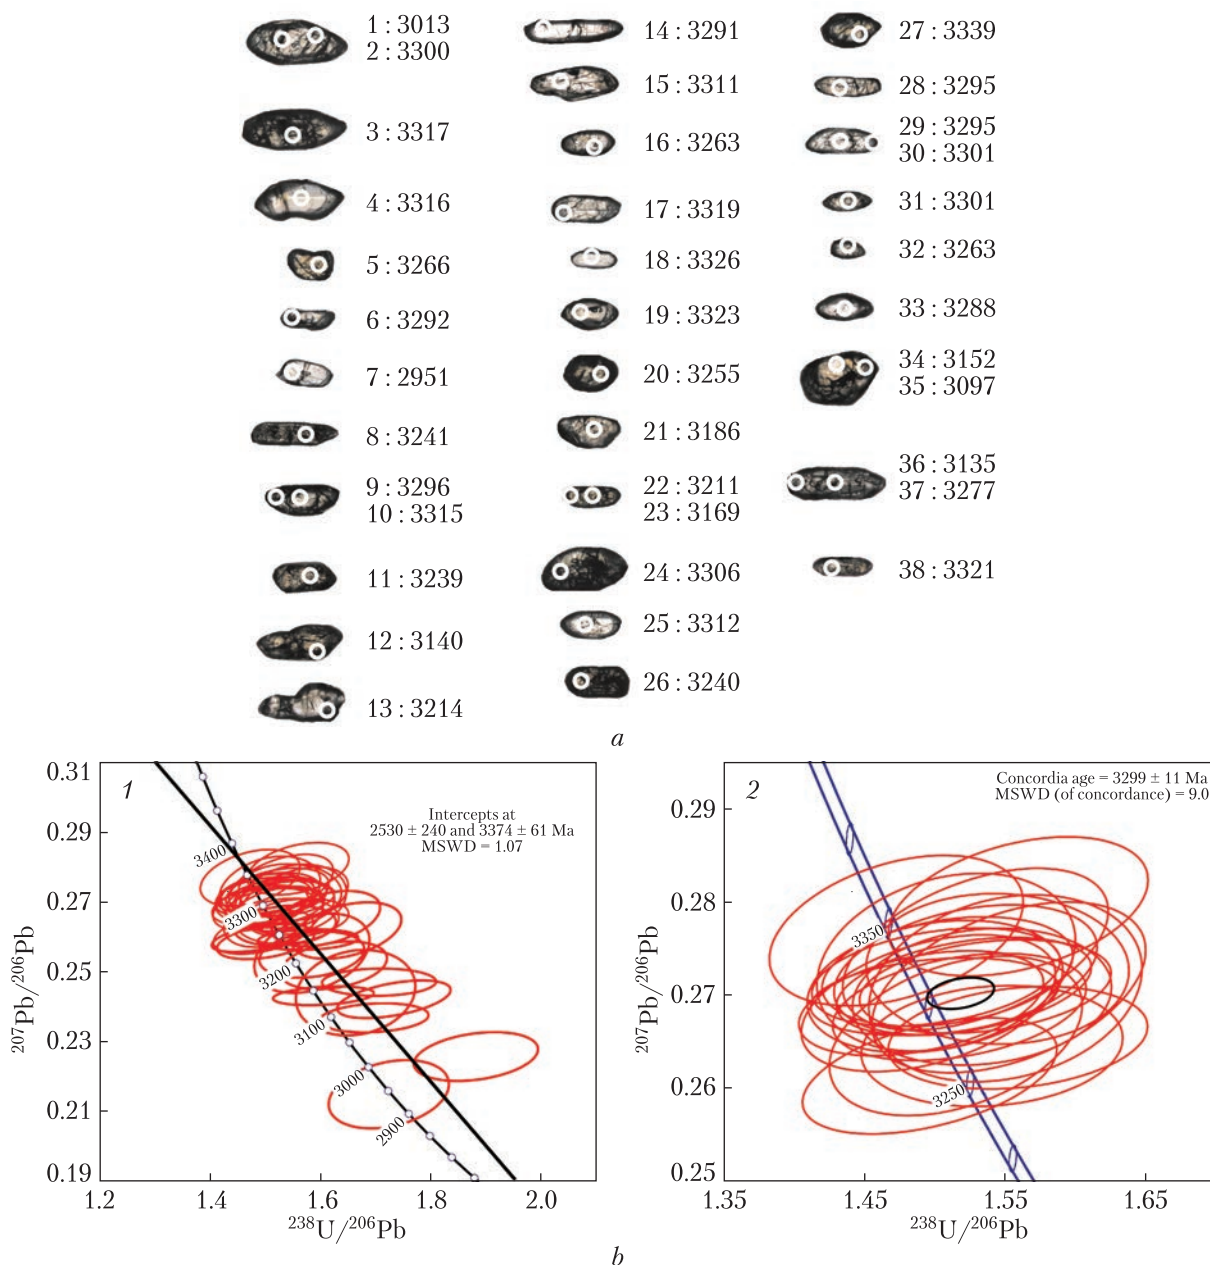 1 : 3013
2 : 3300
3 : 3317
4 : 3316
5 : 3266
6 : 3292
7 : 2951
8 : 3241
9 : 3296
10 : 3315
11 : 3239
12 : 3140
13 : 3214
14 : 3291
15 : 3311
16 : 3263
17 : 3319
18 : 3326
19 : 3323
20 : 3255
21 : 3186
22 : 3211
23 : 3169
24 : 3306
25 : 3312
26 : 3240
27 : 3339
28 : 3295
29 : 3295
30 : 3301
31 : 3301
32 : 3263
33 : 3288
34 : 3152
35 : 3097
36 : 3135
37 : 3277
38 : 3321
a
1
Intercepts at
2530 ± 240 and 3374 ± 61 Ma
MSWD = 1.07
0.31
0.29
0.27
0.25
0.23
0.21
0.19
207Pb/206Pb
3400
3300
3200
3100
3000
2900
1.2
1.4
1.6
1.8
2.0
238U/206Pb
2
Concordia age = 3299 ± 11 Ma
MSWD (of concordance) = 9.0
0.29
0.28
0.27
0.26
0.25
207Pb/206Pb
3350
3250
1.35
1.45
1.55
1.65
238U/206Pb
b